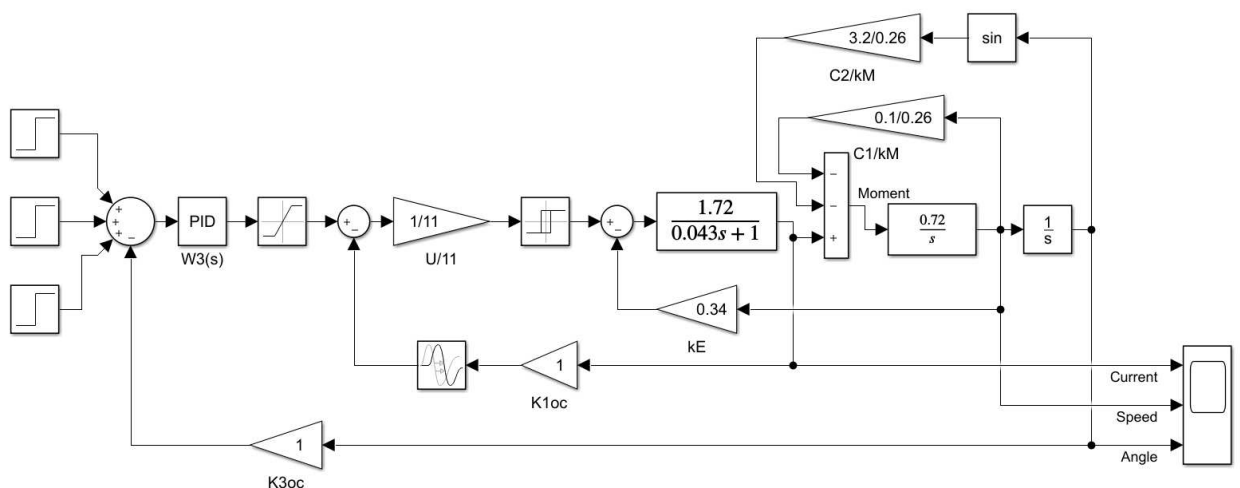 3.2/0.26
sin
C2/kM
0.1/0.26
C1/kM
+
+
+
−
PID
W3(s)
+
−
1/11
U/11
+
−
1.72
0.043s + 1
−
−
+
Moment
0.72
s
1
s
0.34
kE
1
K1oc
Current
Speed
Angle
1
K3oc